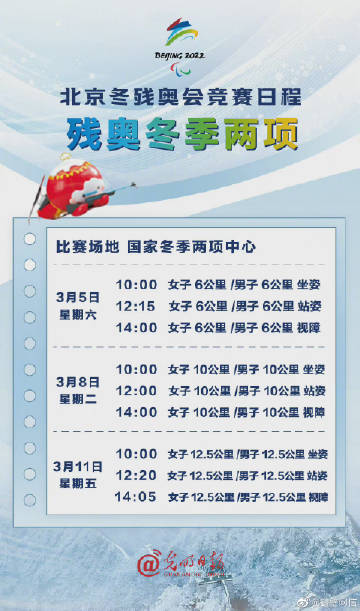 BEIJING 2022
北京冬残奥会竞赛日程
残奥冬季两项
比赛场地 国家冬季两项中心
3月5日
星期六
10:00 女子 6公里 /男子 6公里 坐姿
12:15 女子 6公里 /男子 6公里 站姿
14:00 女子 6公里 /男子 6公里 视障
3月8日
星期二
10:00 女子 10公里 /男子 10公里 坐姿
12:00 女子 10公里 /男子 10公里 站姿
14:00 女子 10公里 /男子 10公里 视障
3月11日
星期五
10:00 女子 12.5公里 /男子 12.5公里 坐姿
12:20 女子 12.5公里 /男子 12.5公里 站姿
14:05 女子 12.5公里 /男子 12.5公里 视障
@光明日报
GUANGMING DAILY